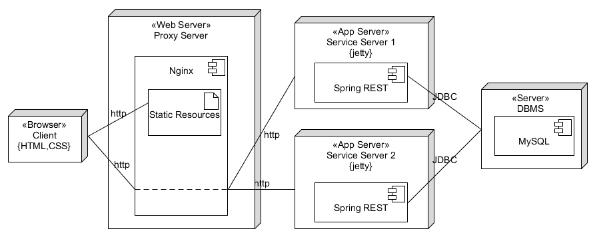 «Browser»
Client
{HTML,CSS}
http
http
«Web Server»
Proxy Server
Nginx
Static Resources
http
http
«App Server»
Service Server 1
{jetty}
Spring REST
«App Server»
Service Server 2
{jetty}
Spring REST
JDBC
JDBC
«Server»
DBMS
MySQL